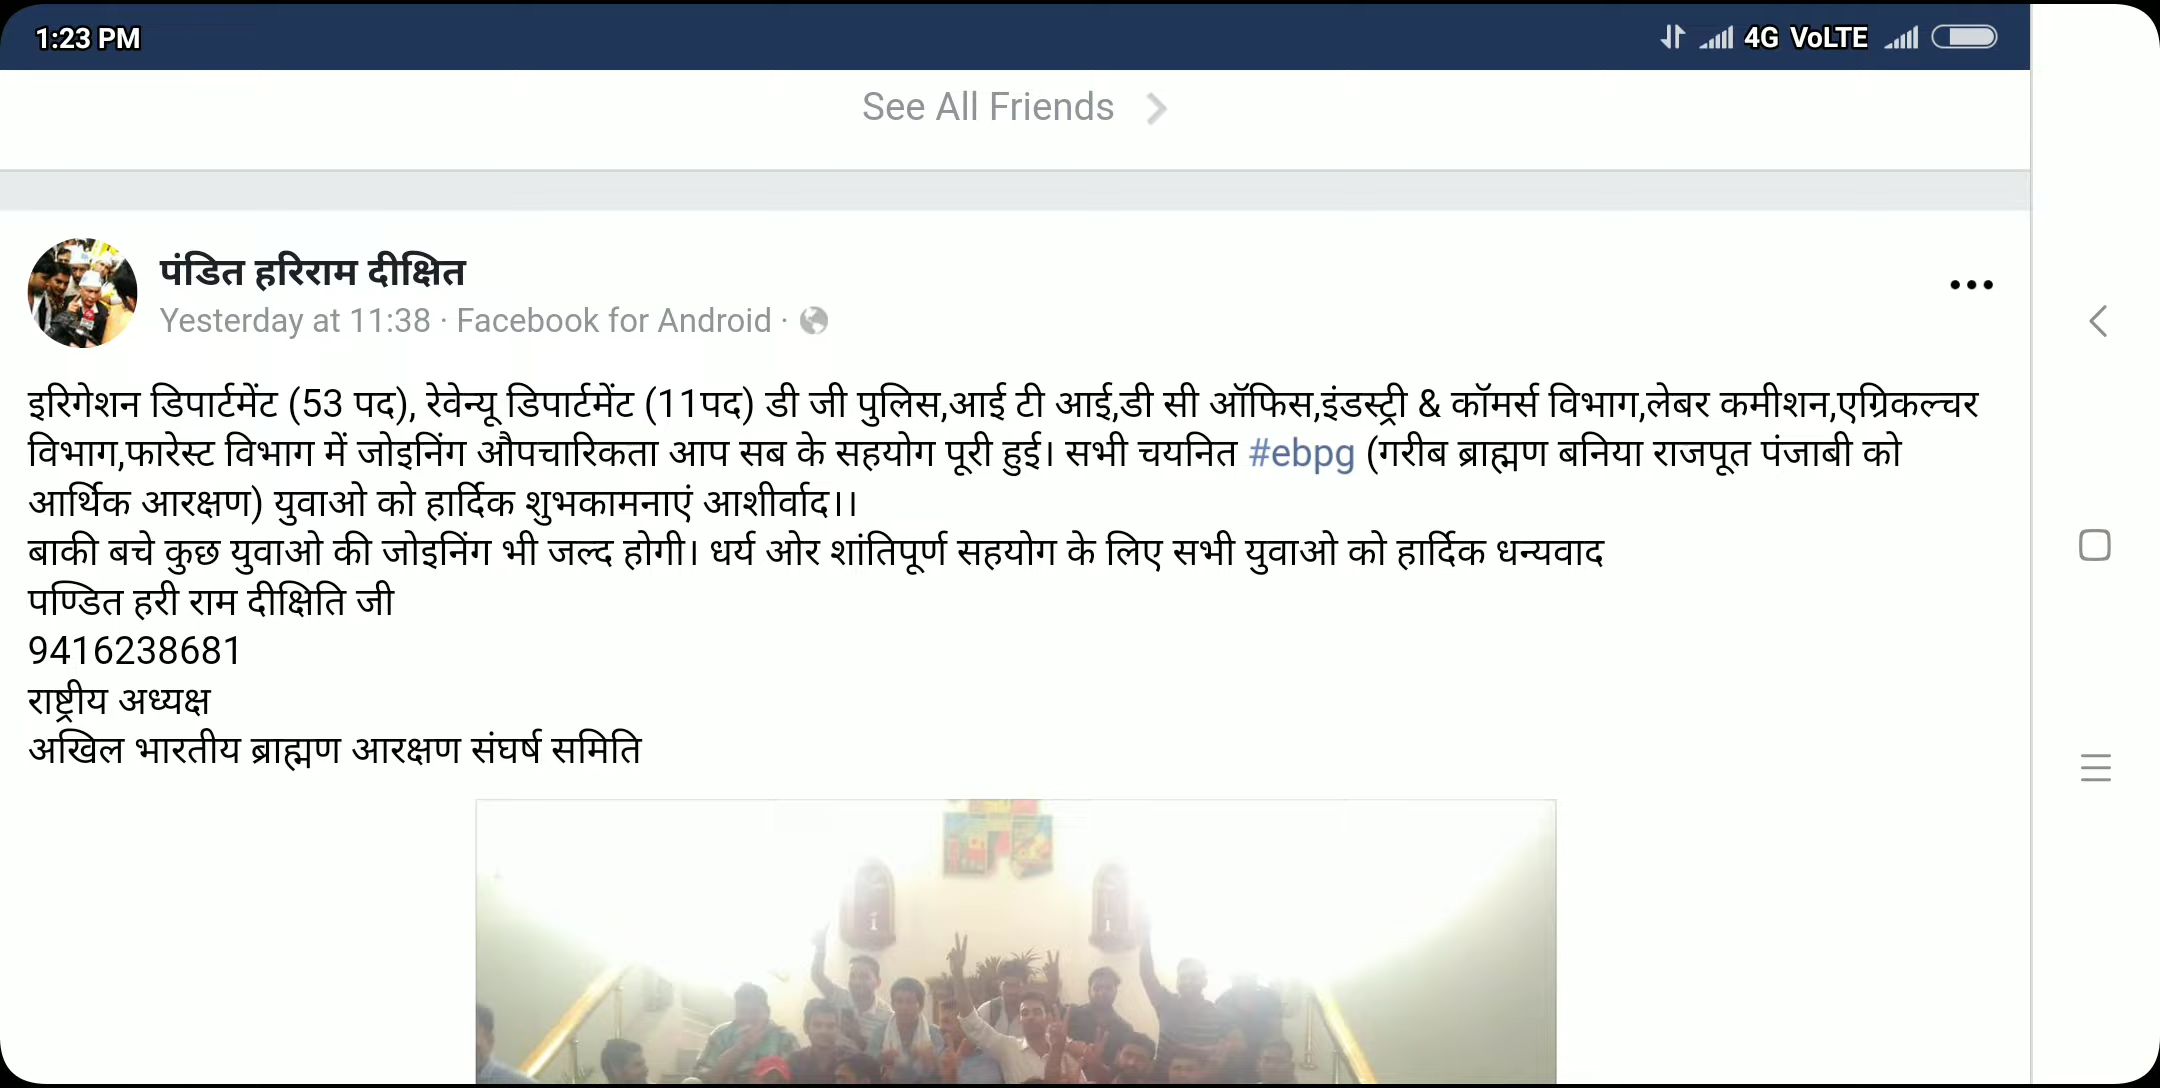 1:23 PM
4G VoLTE
See All Friends
पंडित हरिराम दीक्षित
Yesterday at 11:38 · Facebook for Android ·
इरिगेशन डिपार्टमेंट (53 पद), रेवेन्यू डिपार्टमेंट (11पद) डी जी पुलिस,आई टी आई,डी सी ऑफिस,इंडस्ट्री & कॉमर्स विभाग,लेबर कमीशन,एग्रिकल्चर
विभाग,फारेस्ट विभाग में जोइनिंग औपचारिकता आप सब के सहयोग पूरी हुई। सभी चयनित #ebpg (गरीब ब्राह्मण बनिया राजपूत पंजाबी को
आर्थिक आरक्षण) युवाओ को हार्दिक शुभकामनाएं आशीर्वाद।।
बाकी बचे कुछ युवाओ की जोइनिंग भी जल्द होगी। धर्य ओर शांतिपूर्ण सहयोग के लिए सभी युवाओ को हार्दिक धन्यवाद
पण्डित हरी राम दीक्षिति जी
9416238681
राष्ट्रीय अध्यक्ष
अखिल भारतीय ब्राह्मण आरक्षण संघर्ष समिति